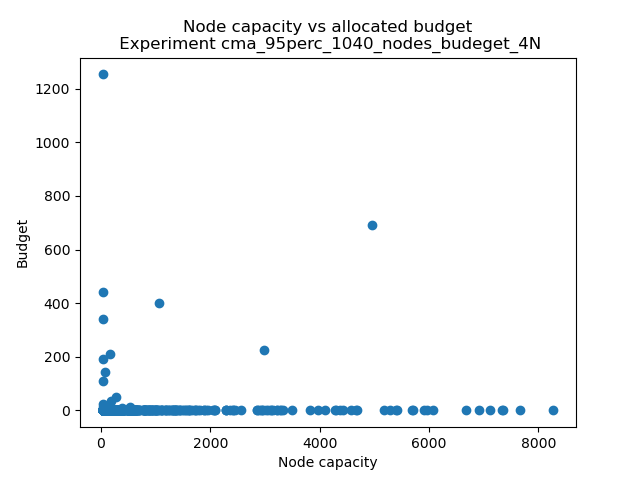 Node capacity vs allocated budget
Experiment cma_95perc_1040_nodes_budeget_4N
1200
1000
800
600
400
200
0
Budget
0 2000 4000 6000 8000
Node capacity